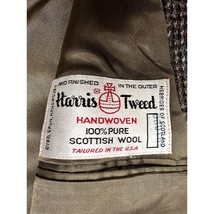 DYED, SPUN, HANDWOVEN
AND FINISHED IN THE OUTER
HEBRIDES OF SCOTLAND
Harris Tweed
®
HANDWOVEN
100% PURE
SCOTTISH WOOL
TAILORED IN THE U.S.A